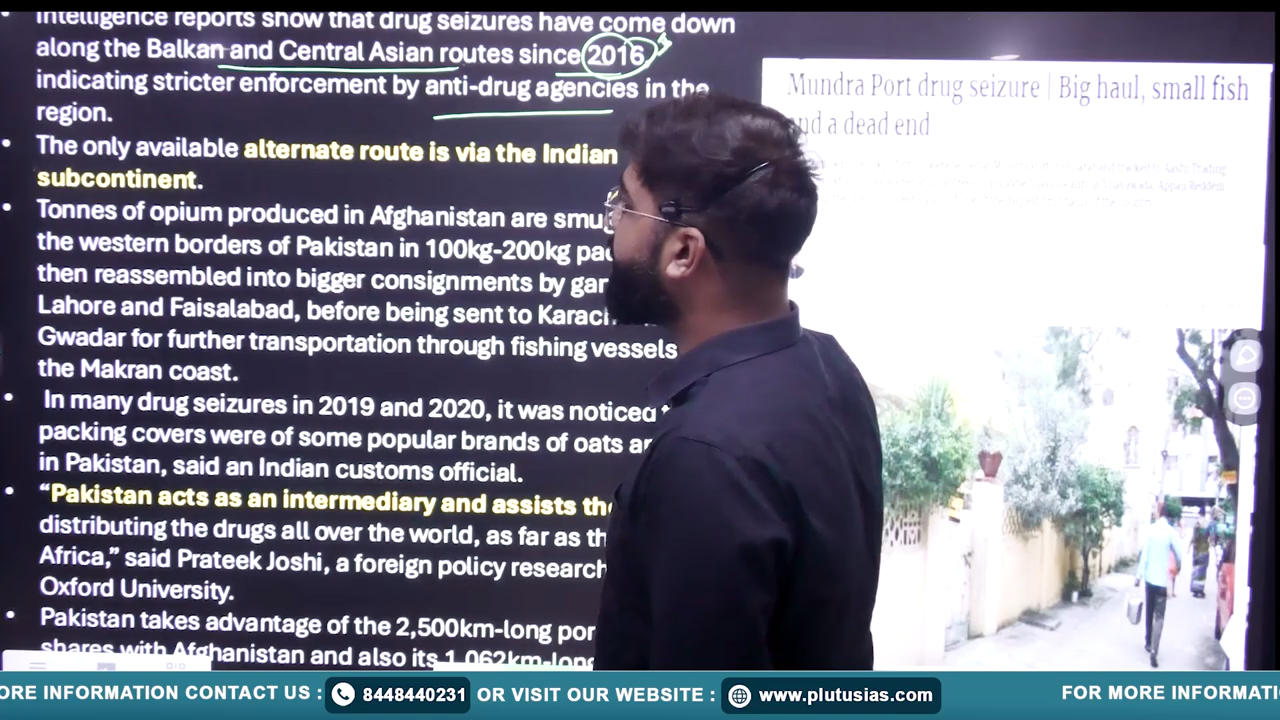 Intelligence reports show that drug seizures have come down
along the Balkan and Central Asian routes since 2016,
indicating stricter enforcement by anti-drug agencies in the
region.
• The only available alternate route is via the Indian
subcontinent.
• Tonnes of opium produced in Afghanistan are smu
the western borders of Pakistan in 100kg-200kg pac
then reassembled into bigger consignments by gan
Lahore and Faisalabad, before being sent to Karach
Gwadar for further transportation through fishing vessels
the Makran coast.
• In many drug seizures in 2019 and 2020, it was noticed
packing covers were of some popular brands of oats
in Pakistan, said an Indian customs official.
• “Pakistan acts as an intermediary and assists the
distributing the drugs all over the world, as far as
Africa,” said Prateek Joshi, a foreign policy research
Oxford University.
• Pakistan takes advantage of the 2,500km-long por
shares with Afghanistan and also its 1,062km-long
Mundra Port drug seizure | Big haul, small fish
and a dead end
ORE INFORMATION CONTACT US : 8448440231 OR VISIT OUR WEBSITE : www.plutusias.com FOR MORE INFORMATI